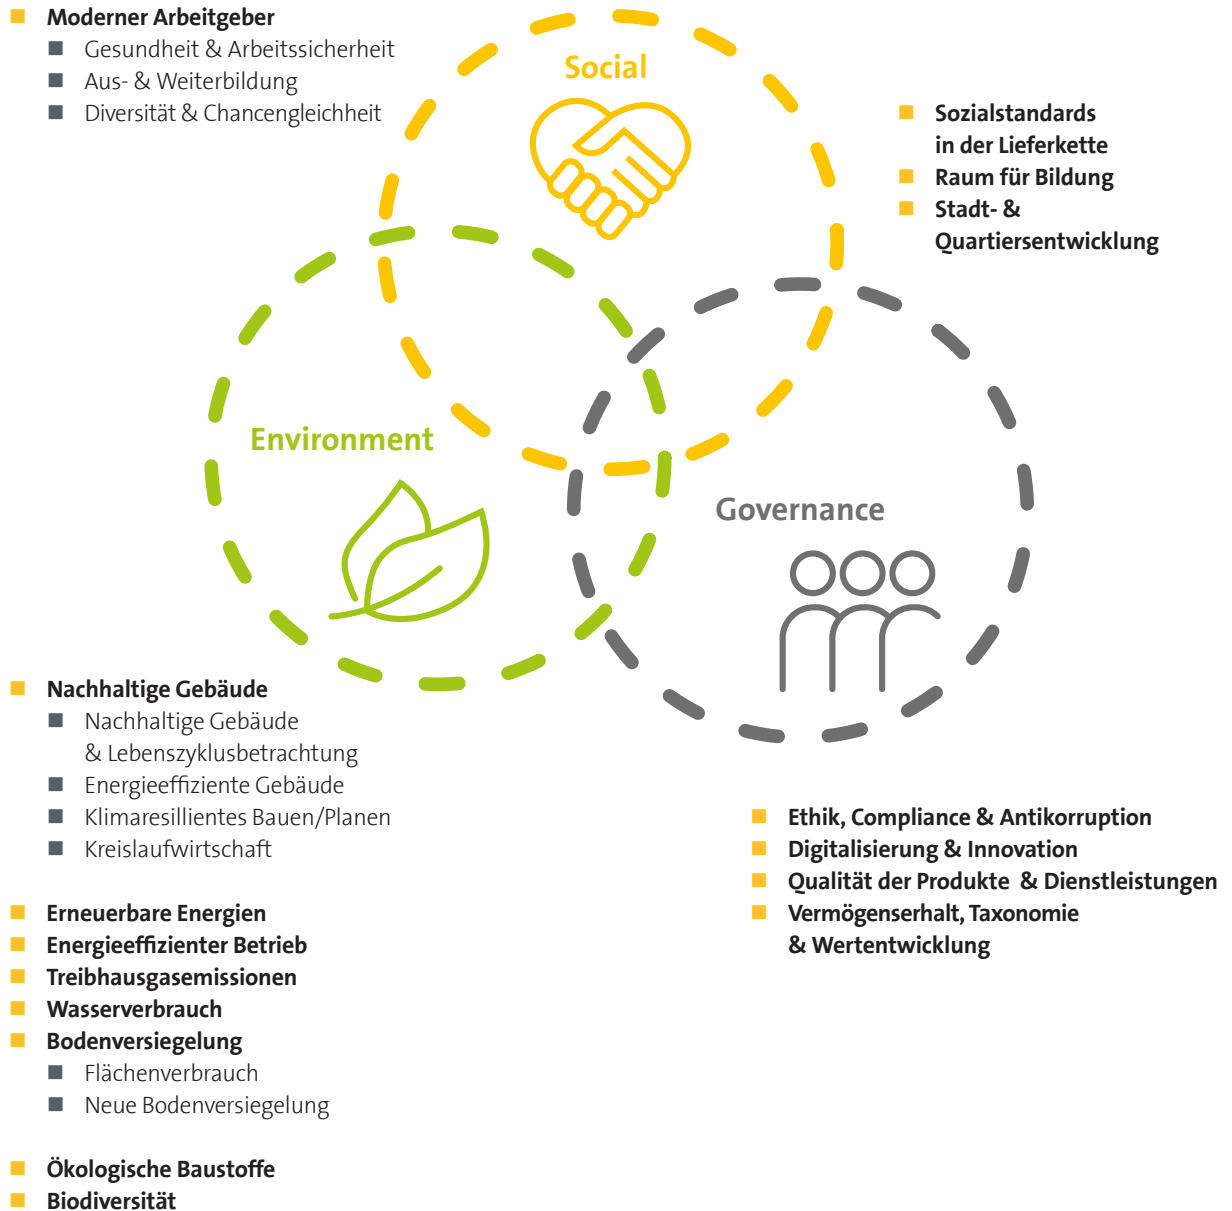 Moderner Arbeitgeber
Gesundheit & Arbeitssicherheit
Aus- & Weiterbildung
Diversität & Chancengleichheit
Social
Sozialstandards
in der Lieferkette
Raum für Bildung
Stadt- &
Quartiersentwicklung
Environment
Governance
Nachhaltige Gebäude
Nachhaltige Gebäude
& Lebenszyklusbetrachtung
Energieeffiziente Gebäude
Klimaresillientes Bauen/Planen
Kreislaufwirtschaft
Erneuerbare Energien
Energieeffizienter Betrieb
Treibhausgasemissionen
Wasserverbrauch
Bodenversiegelung
Flächenverbrauch
Neue Bodenversiegelung
Ökologische Baustoffe
Biodiversität
Ethik, Compliance & Antikorruption
Digitalisierung & Innovation
Qualität der Produkte & Dienstleistungen
Vermögenserhalt, Taxonomie
& Wertentwicklung